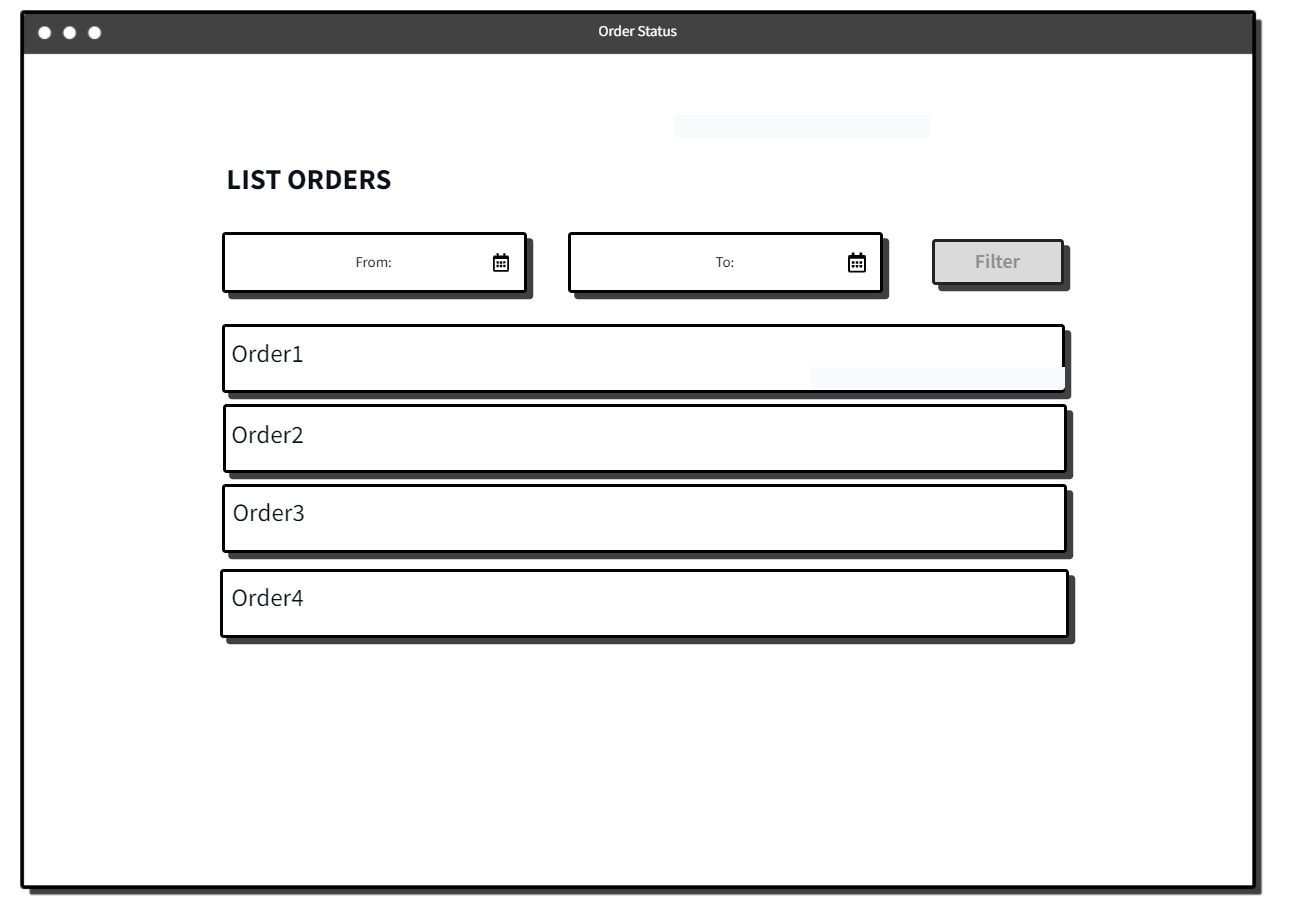 Order Status
LIST ORDERS
From:
To:
Filter
Order1
Order2
Order3
Order4